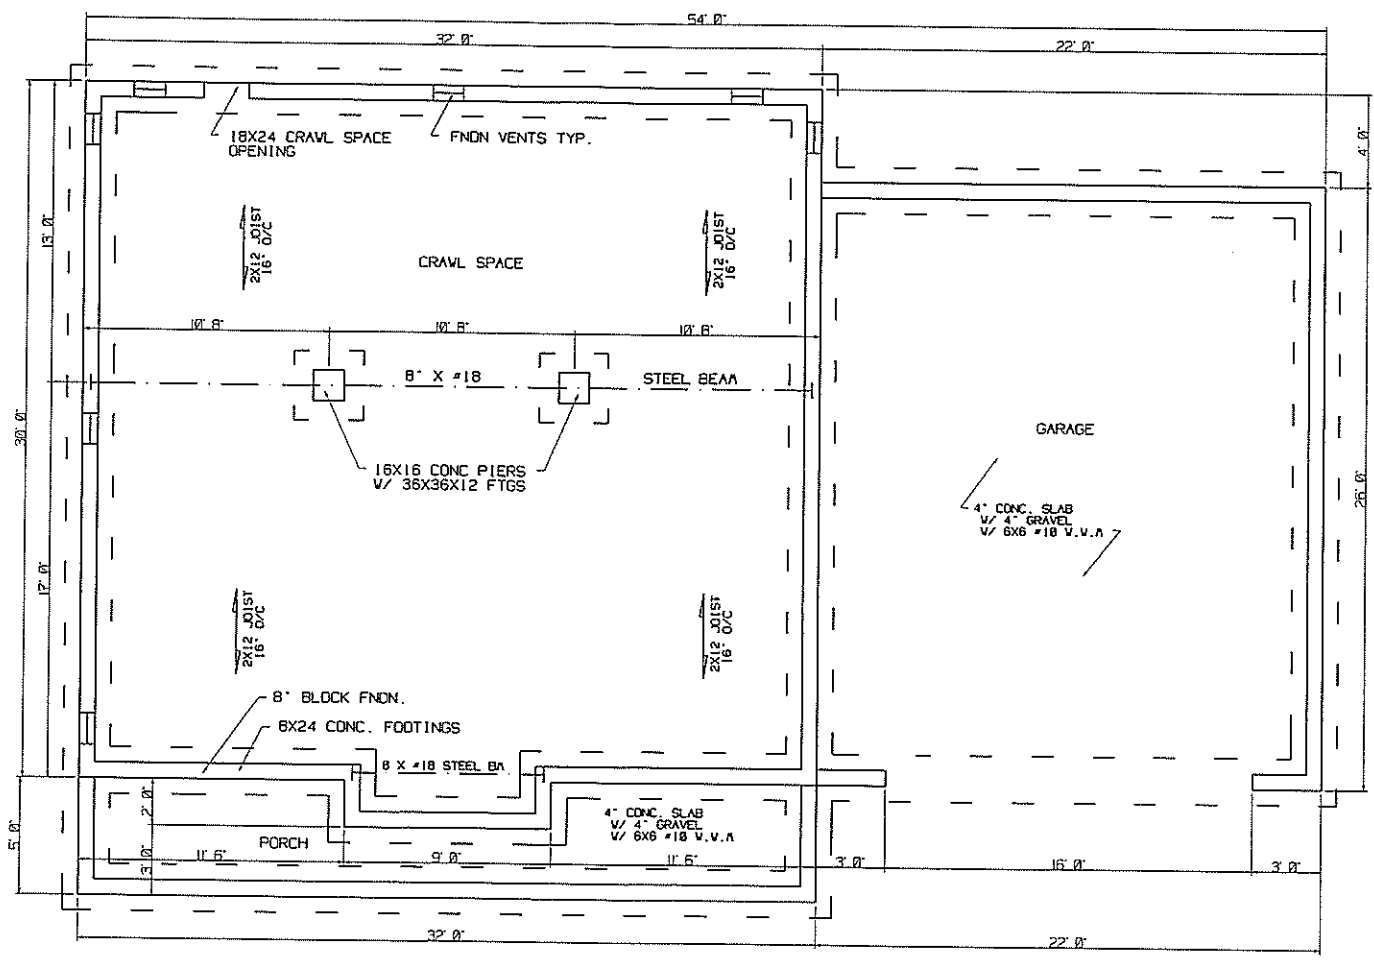 54' 0"
32' 0"
22' 0"
18X24 CRAWL SPACE
OPENING
FNDN VENTS TYP.
4' 0"
13' 0"
2X12 JOIST
16" O/C
2X12 JOIST
16" O/C
CRAWL SPACE
10' 8"
10' 8"
10' 8"
8" X #18
STEEL BEAM
30' 0"
GARAGE
16X16 CONC PIERS
W/ 36X36X12 FTGS
26' 0"
4" CONC. SLAB
W/ 4" GRAVEL
W/ 6X6 #10 W.W.M
17' 0"
2X12 JOIST
16" O/C
2X12 JOIST
16" O/C
8" BLOCK FNDN.
8X24 CONC. FOOTINGS
8 X #18 STEEL BM
5' 0"
2' 0"
4" CONC. SLAB
W/ 4" GRAVEL
W/ 6X6 #10 W.W.M
PORCH
3' 0"
11' 6"
9' 0"
11' 6"
3' 0"
16' 0"
3' 0"
32' 0"
22' 0"